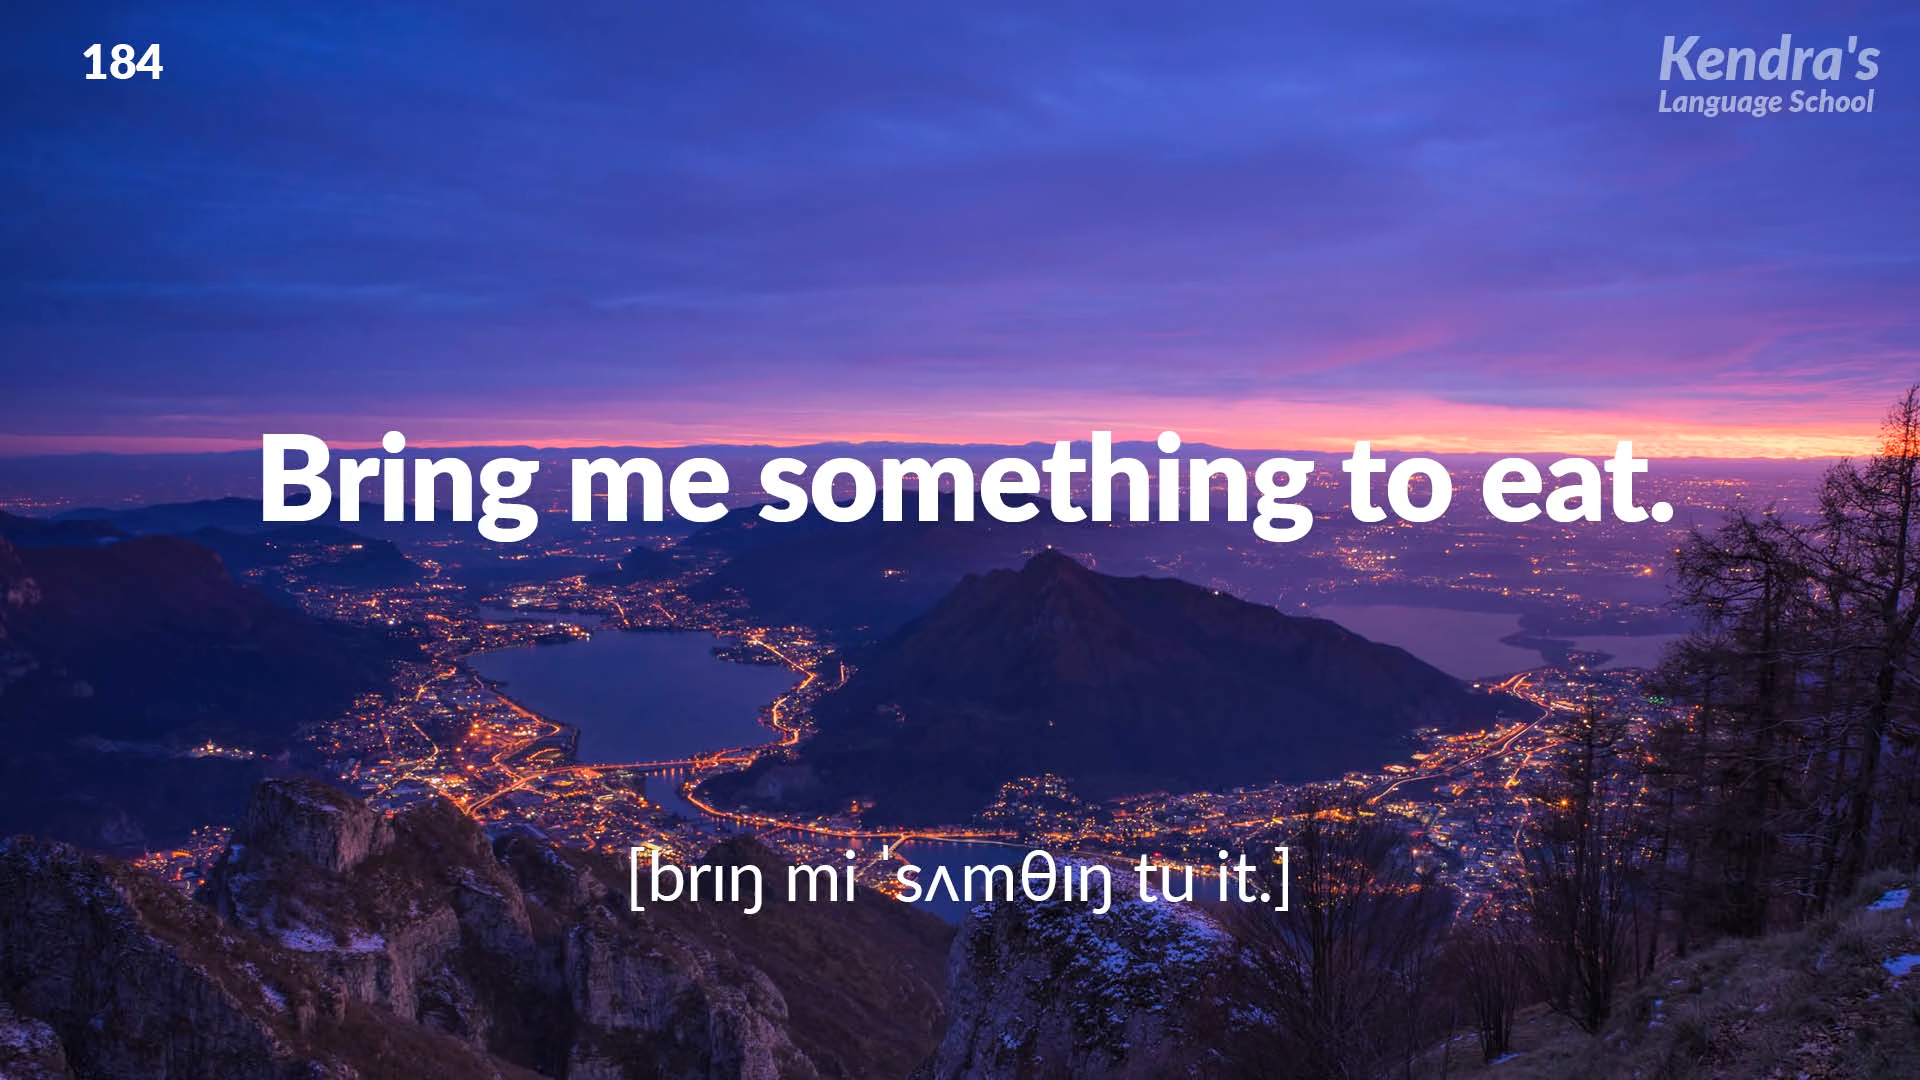 184
Kendra's
Language School
Bring me something to eat.
[brɪŋ mi ˈsʌmθɪŋ tu it.]